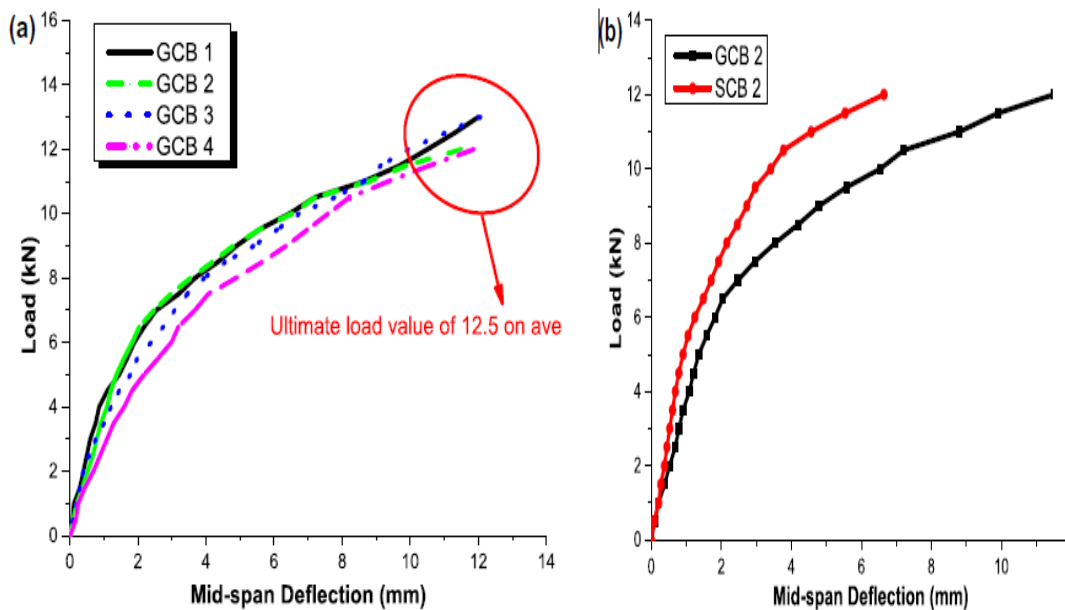 (a)
GCB 1
GCB 2
GCB 3
GCB 4
16
14
12
10
8
6
4
2
0
Load (kN)
Ultimate load value of 12.5 on ave
0 2 4 6 8 10 12 14
Mid-span Deflection (mm)
(b)
GCB 2
SCB 2
14
12
10
8
6
4
2
0
Load (kN)
0 2 4 6 8 10
Mid-span Deflection (mm)